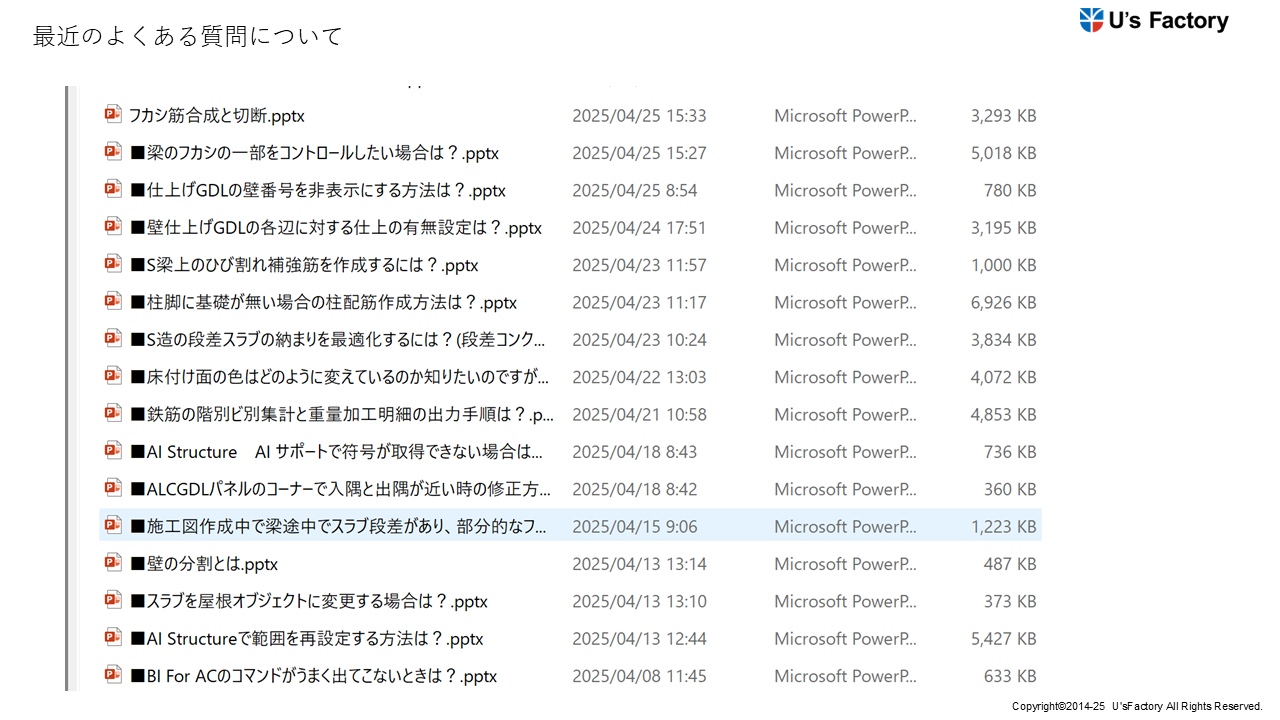 最近のよくある質問について
U's Factory
フカシ筋合成と切断.pptx 2025/04/25 15:33 Microsoft PowerP... 3,293 KB
■梁のフカシの一部をコントロールしたい場合は？.pptx 2025/04/25 15:27 Microsoft PowerP... 5,018 KB
■仕上げGDLの壁番号を非表示にする方法は？.pptx 2025/04/25 8:54 Microsoft PowerP... 780 KB
■壁仕上げGDLの各辺に対する仕上の有無設定は？.pptx 2025/04/24 17:51 Microsoft PowerP... 3,195 KB
■S梁上のひび割れ補強筋を作成するには？.pptx 2025/04/23 11:57 Microsoft PowerP... 1,000 KB
■柱脚に基礎が無い場合の柱配筋作成方法は？.pptx 2025/04/23 11:17 Microsoft PowerP... 6,926 KB
■S造の段差スラブの納まりを最適化するには？(段差コンク... 2025/04/23 10:24 Microsoft PowerP... 3,834 KB
■床付け面の色はどのように変えているのか知りたいのですが... 2025/04/22 13:03 Microsoft PowerP... 4,072 KB
■鉄筋の階別ピ別集計と重量加工明細の出力手順は？.p... 2025/04/21 10:58 Microsoft PowerP... 4,853 KB
■AI Structure　AI サポートで符号が取得できない場合は... 2025/04/18 8:43 Microsoft PowerP... 736 KB
■ALCGDLパネルのコーナーで入隅と出隅が近い時の修正方... 2025/04/18 8:42 Microsoft PowerP... 360 KB
■施工図作成中で梁途中でスラブ段差があり、部分的なフ... 2025/04/15 9:06 Microsoft PowerP... 1,223 KB
■壁の分割とは.pptx 2025/04/13 13:14 Microsoft PowerP... 487 KB
■スラブを屋根オブジェクトに変更する場合は？.pptx 2025/04/13 13:10 Microsoft PowerP... 373 KB
■AI Structureで範囲を再設定する方法は？.pptx 2025/04/13 12:44 Microsoft PowerP... 5,427 KB
■BI For ACのコマンドがうまく出てこないときは？.pptx 2025/04/08 11:45 Microsoft PowerP... 633 KB
Copyright©2014-25 U'sFactory All Rights Reserved.